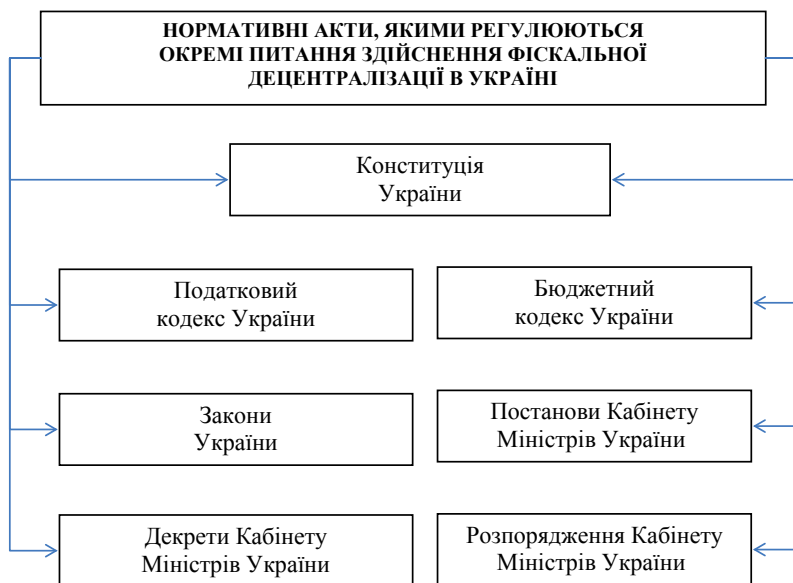 НОРМАТИВНІ АКТИ, ЯКИМИ РЕГУЛЮЮТЬСЯ
ОКРЕМІ ПИТАННЯ ЗДІЙСНЕННЯ ФІСКАЛЬНОЇ
ДЕЦЕНТРАЛІЗАЦІЇ В УКРАЇНІ
Конституція
України
Податковий
кодекс України
Бюджетний
кодекс України
Закони
України
Постанови Кабінету
Міністрів України
Декрети Кабінету
Міністрів України
Розпорядження Кабінету
Міністрів України